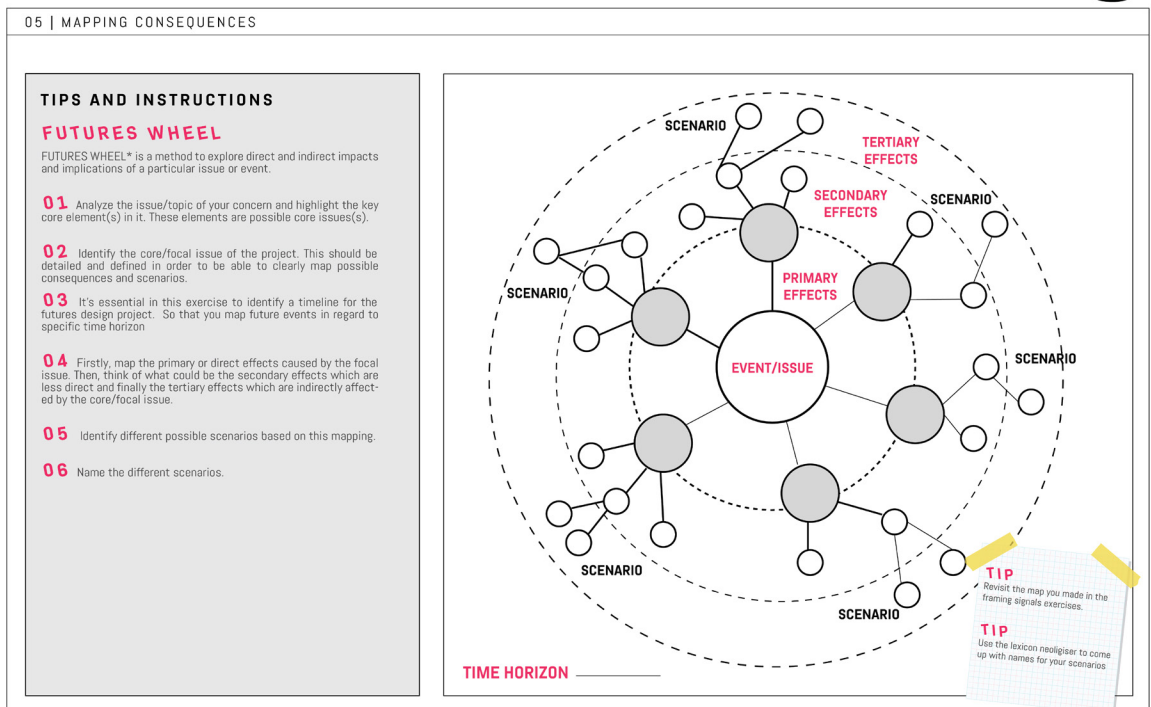 05 | MAPPING CONSEQUENCES
TIPS AND INSTRUCTIONS
FUTURES WHEEL
FUTURES WHEEL* is a method to explore direct and indirect impacts
and implications of a particular issue or event.
01 Analyze the issue/topic of your concern and highlight the key
core element(s) in it. These elements are possible core issues(s).
02 Identify the core/focal issue of the project. This should be
detailed and defined in order to be able to clearly map possible
consequences and scenarios.
03 It's essential in this exercise to identify a timeline for the
futures design project. So that you map future events in regard to
specific time horizon
04 Firstly, map the primary or direct effects caused by the focal
issue. Then, think of what could be the secondary effects which are
less direct and finally the tertiary effects which are indirectly affect-
ed by the core/focal issue.
05 Identify different possible scenarios based on this mapping.
06 Name the different scenarios.
SCENARIO
TERTIARY
EFFECTS
SECONDARY
EFFECTS
SCENARIO
PRIMARY
EFFECTS
SCENARIO
EVENT/ISSUE
SCENARIO
SCENARIO
SCENARIO
TIME HORIZON
TIP
Revisit the map you made in the
framing signals exercises.
TIP
Use the lexicon neoligiser to come
up with names for your scenarios